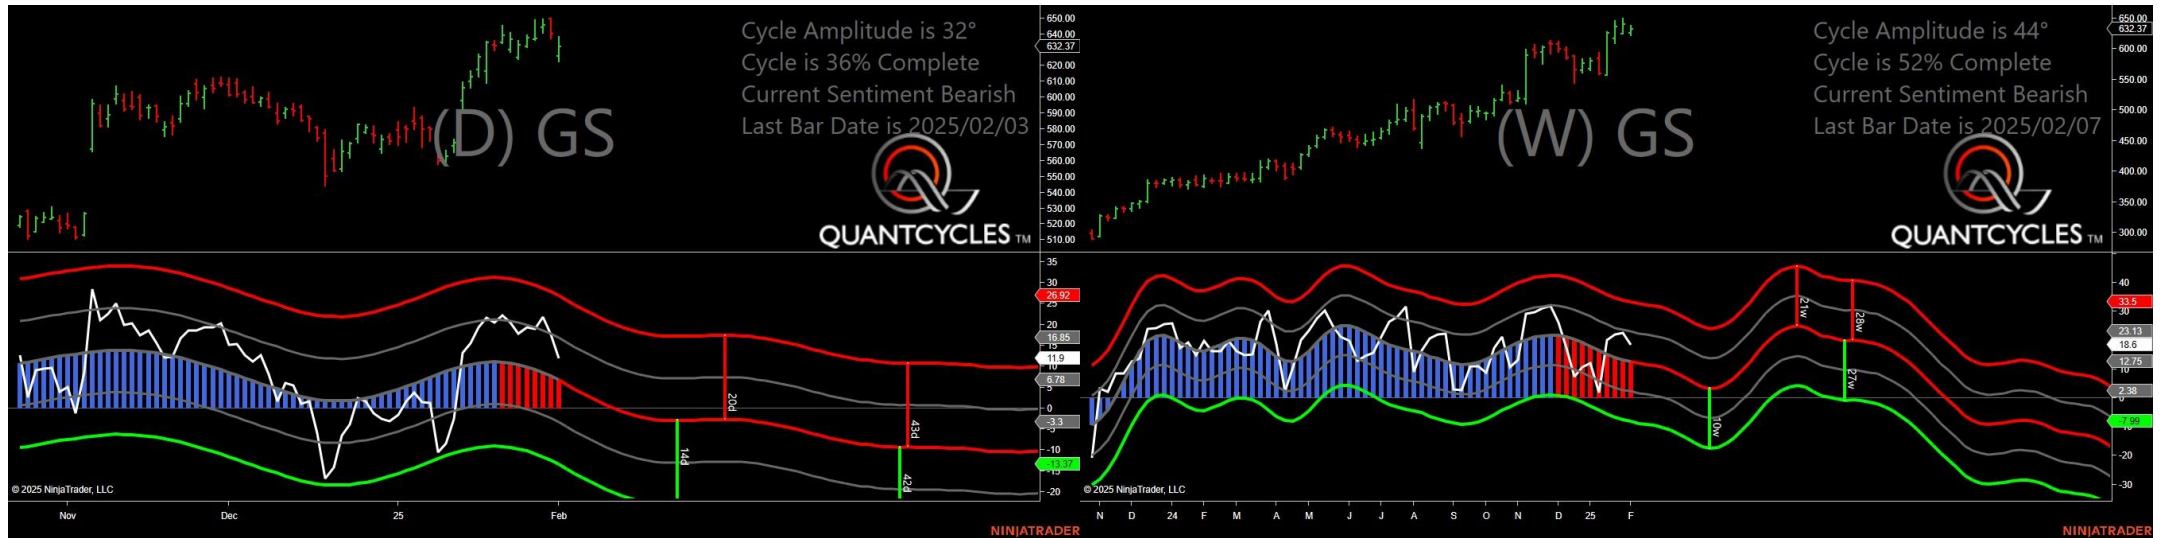 Cycle Amplitude is 32°
Cycle is 36% Complete
Current Sentiment Bearish
Last Bar Date is 2025/02/03
(D) GS
QUANTCYCLES TM
650.00
640.00
632.37
620.00
610.00
600.00
590.00
580.00
570.00
560.00
550.00
540.00
530.00
520.00
510.00
35
30
26.92
25
20
16.85
15
11.9
6.78
5
0
-3.3
-10
-13.37
-15
-20
20d
43d
14d
42d
© 2025 NinjaTrader, LLC
Nov
Dec
25
Feb
NINJATRADER
Cycle Amplitude is 44°
Cycle is 52% Complete
Current Sentiment Bearish
Last Bar Date is 2025/02/07
(W) GS
QUANTCYCLES TM
650.00
632.37
600.00
550.00
500.00
450.00
400.00
350.00
300.00
40
33.5
30
23.13
18.6
12.75
10
2.38
0
-7.99
-10
-20
-30
21w
28w
27w
10w
© 2025 NinjaTrader, LLC
N D 24 F M A M J J A S O N D 25 F
NINJATRADER